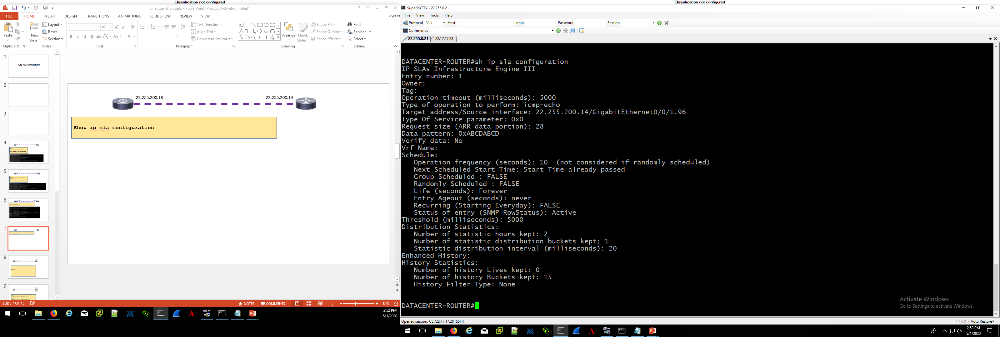 Classification not configured
cli automation.pptx - PowerPoint (Product Activation Failed)
FILE HOME INSERT DESIGN TRANSITIONS ANIMATIONS SLIDE SHOW REVIEW VIEW Sign in
Paste
New Slide
Layout
Reset
Section
16
B I U S abc AV Aa A
Text Direction
Align Text
Convert to SmartArt
Arrange
Quick Styles
Shape Fill
Shape Outline
Shape Effects
Find
Replace
Select
Clipboard Slides Font Paragraph Drawing Editing
1
CLI AUTOMATION
2
3
4
5
6
7
8
9
22.255.200.13 22.255.200.14
Show ip sla configuration
SLIDE 7 OF 15 NOTES COMMENTS 81%
2:52 PM
5/1/2020
Classification not configured
SuperPuTTY - 22.255.0.21
File View Tools Help
Protocol SSH Host Login Password Session
Commands
22.255.0.21 22.17.17.28
DATACENTER-ROUTER#sh ip sla configuration
IP SLAs Infrastructure Engine-III
Entry number: 1
Owner:
Tag:
Operation timeout (milliseconds): 5000
Type of operation to perform: icmp-echo
Target address/Source interface: 22.255.200.14/GigabitEthernet0/0/1.96
Type Of Service parameter: 0x0
Request size (ARR data portion): 28
Data pattern: 0xABCDABCD
Verify data: No
Vrf Name:
Schedule:
Operation frequency (seconds): 10 (not considered if randomly scheduled)
Next Scheduled Start Time: Start Time already passed
Group Scheduled : FALSE
Randomly Scheduled : FALSE
Life (seconds): Forever
Entry Ageout (seconds): never
Recurring (Starting Everyday): FALSE
Status of entry (SNMP RowStatus): Active
Threshold (milliseconds): 5000
Distribution Statistics:
Number of statistic hours kept: 2
Number of statistic distribution buckets kept: 1
Statistic distribution interval (milliseconds): 20
Enhanced History:
History Statistics:
Number of history Lives kept: 0
Number of history Buckets kept: 15
History Filter Type: None
DATACENTER-ROUTER#
Activate Windows
Go to Settings to activate Windows.
Opened session: CLI/22.17.17.28 [SSH] 1.4.0.8 <Auto Restore>
2:52 PM
5/1/2020